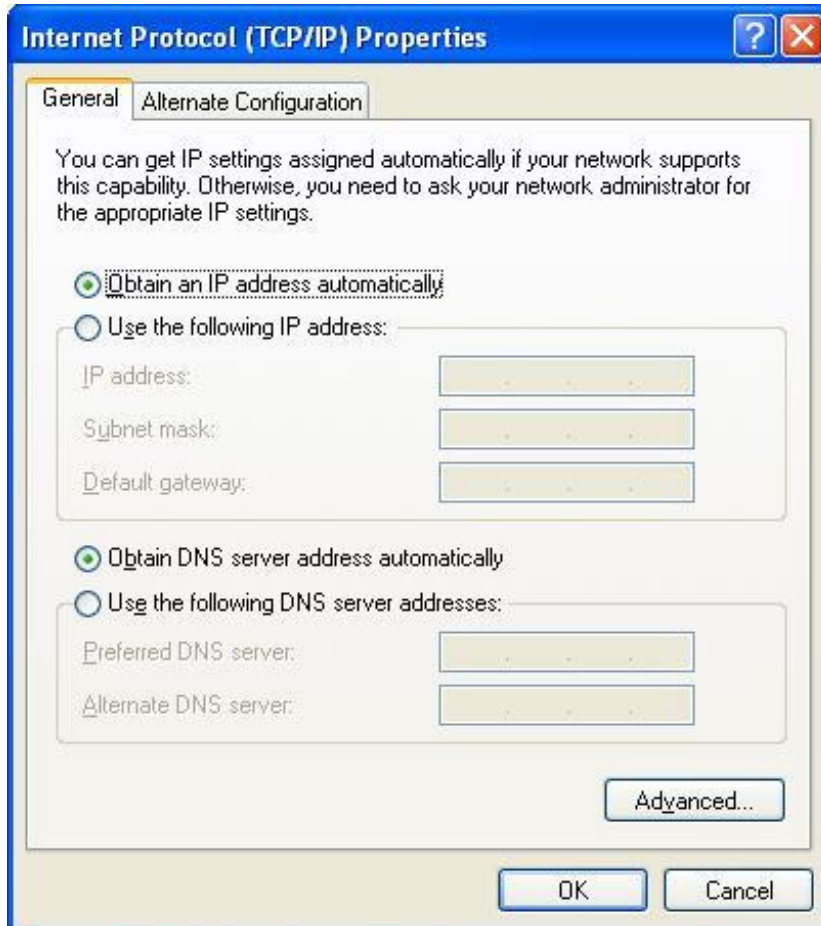 Internet Protocol (TCP/IP) Properties
General
Alternate Configuration
You can get IP settings assigned automatically if your network supports
this capability. Otherwise, you need to ask your network administrator for
the appropriate IP settings.
Obtain an IP address automatically
Use the following IP address:
IP address:
Subnet mask:
Default gateway:
Obtain DNS server address automatically
Use the following DNS server addresses:
Preferred DNS server:
Alternate DNS server:
Advanced...
OK
Cancel